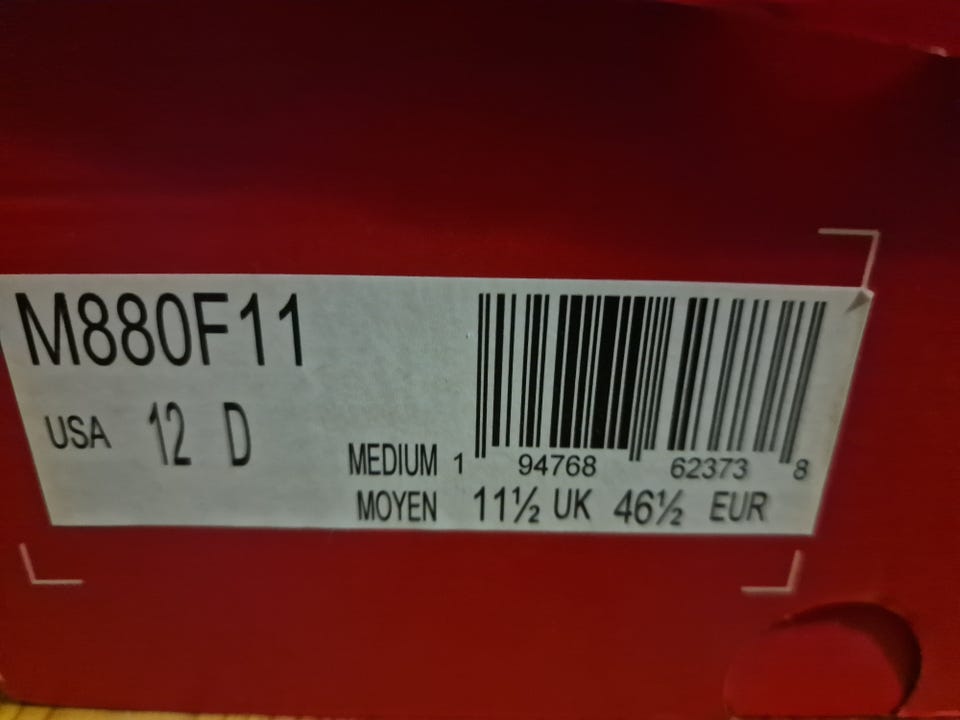 M880F11
USA 12 D
MEDIUM 1 94768 62373 8
MOYEN 11½ UK 46½ EUR